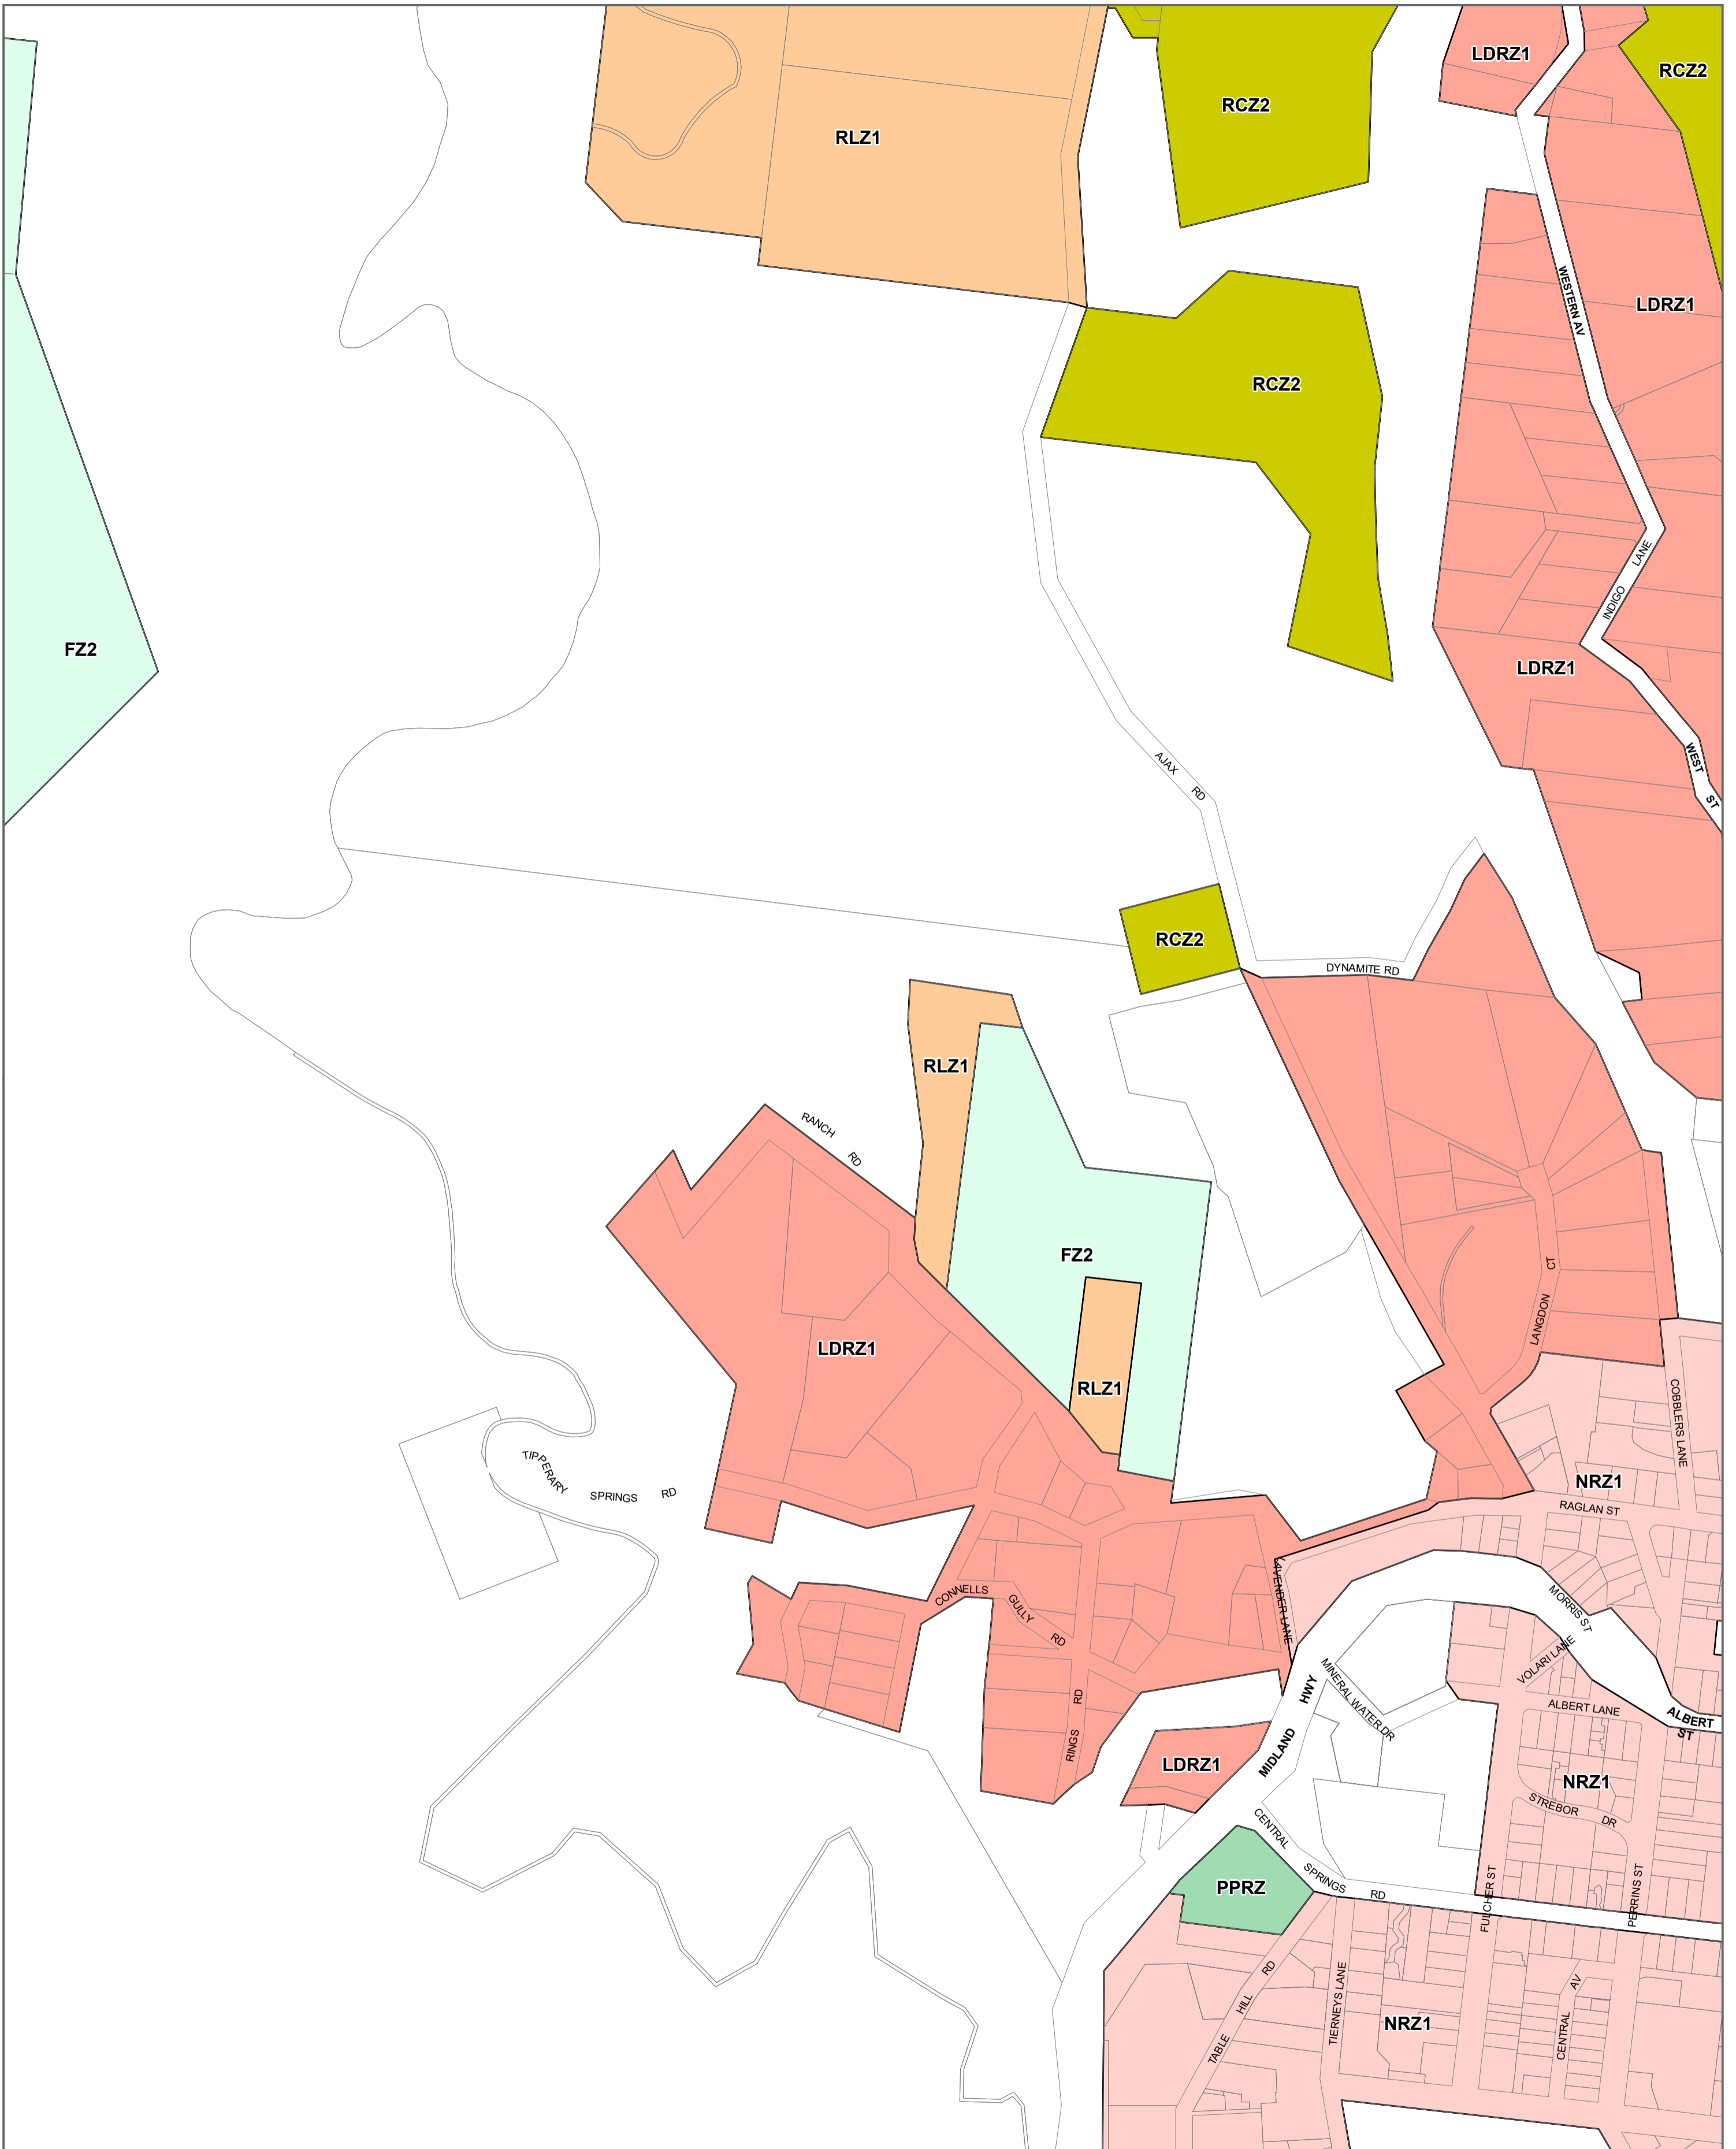 LDRZ1
RCZ2
RCZ2
RLZ1
WESTERN AV
LDRZ1
RCZ2
INDIGO LANE
FZ2
LDRZ1
WEST ST
AJAX RD
RCZ2
DYNAMITE RD
RLZ1
RANCH RD
FZ2
LANGDON CT
LDRZ1
RLZ1
COBBLERS LANE
NRZ1
TIPPERARY SPRINGS RD
RAGLAN ST
CONNELLS GULLY RD
LAVENDER LANE
MORRIS ST
VOLARI LANE
MINERAL WATER DR
RINGS RD
MIDLAND HWY
ALBERT LANE
ALBERT ST
LDRZ1
NRZ1
STREBOR DR
CENTRAL SPRINGS RD
PPRZ
FULCHER ST
PERRINS ST
TABLE HILL RD
TIERNEYS LANE
NRZ1
CENTRAL AV